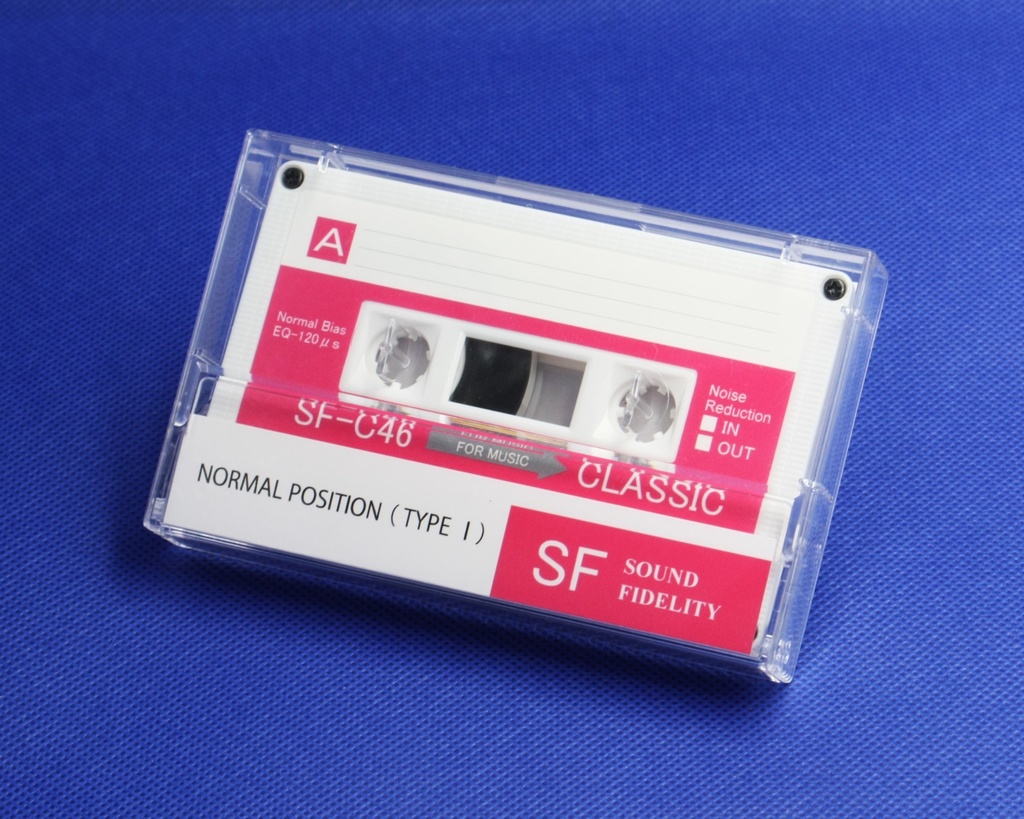 A
Normal Bias
EQ-120μs
Noise
Reduction
IN
OUT
SF-C46
FOR MUSIC
CLASSIC
NORMAL POSITION (TYPE I)
SF
SOUND
FIDELITY